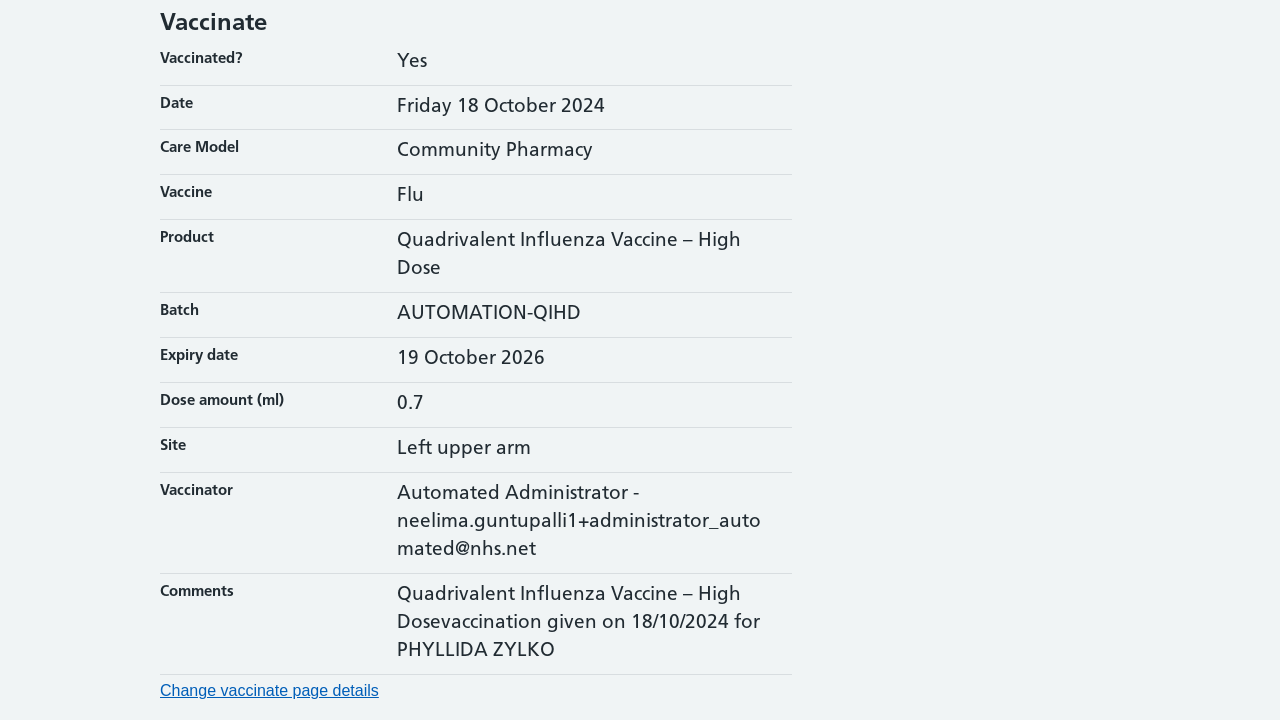 Vaccinate
Vaccinated? Yes
Date Friday 18 October 2024
Care Model Community Pharmacy
Vaccine Flu
Product Quadrivalent Influenza Vaccine – High
Dose
Batch AUTOMATION-QIHD
Expiry date 19 October 2026
Dose amount (ml) 0.7
Site Left upper arm
Vaccinator Automated Administrator -
neelima.guntupalli1+administrator_auto
mated@nhs.net
Comments Quadrivalent Influenza Vaccine – High
Dosevaccination given on 18/10/2024 for
PHYLLIDA ZYLKO
Change vaccinate page details